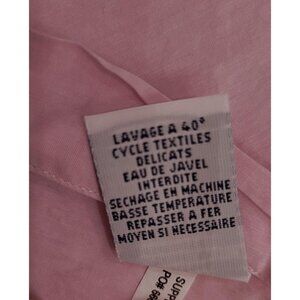 LAVAGE A 40°
CYCLE TEXTILES
DELICATS
EAU DE JAVEL
INTERDITE
SECHAGE EN MACHINE
BASSE TEMPERATURE
REPASSER A FER
MOYEN SI NECESSAIRE
PO#